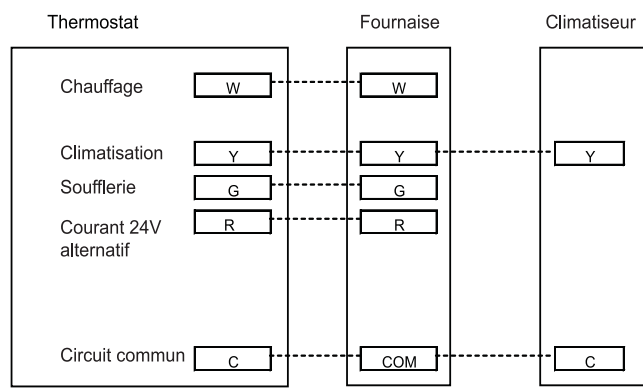 Thermostat Fournaise Climatiseur
Chauffage W W
Climatisation Y Y Y
Soufflerie G G
Courant 24V R R
alternatif
Circuit commun C COM C